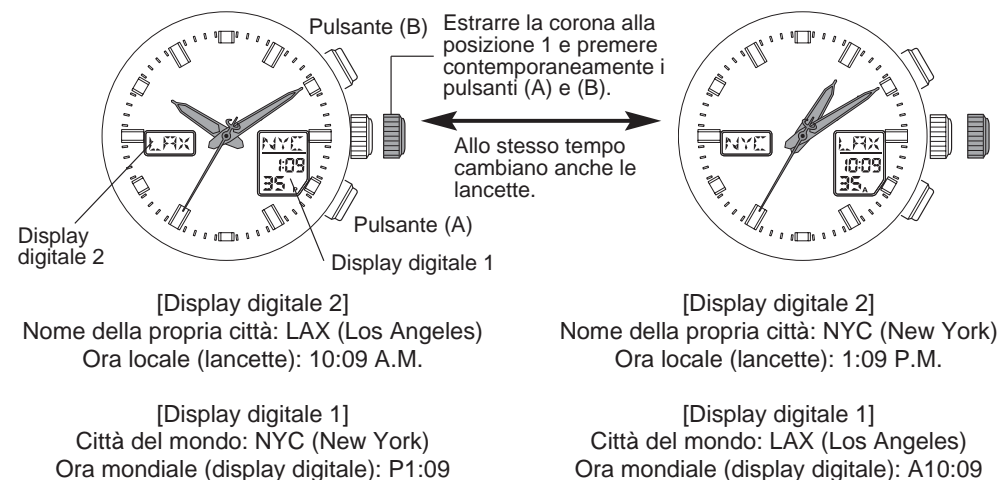 Pulsante (B)
Estrarre la corona alla
posizione 1 e premere
contemporaneamente i
pulsanti (A) e (B).
Allo stesso tempo
cambiano anche le
lancette.
LAX
NYC
1:09
35
NYC
LAX
10:09
35A
Pulsante (A)
Display
digitale 2
Display digitale 1
[Display digitale 2]
Nome della propria città: LAX (Los Angeles)
Ora locale (lancette): 10:09 A.M.
[Display digitale 1]
Città del mondo: NYC (New York)
Ora mondiale (display digitale): P1:09
[Display digitale 2]
Nome della propria città: NYC (New York)
Ora locale (lancette): 1:09 P.M.
[Display digitale 1]
Città del mondo: LAX (Los Angeles)
Ora mondiale (display digitale): A10:09